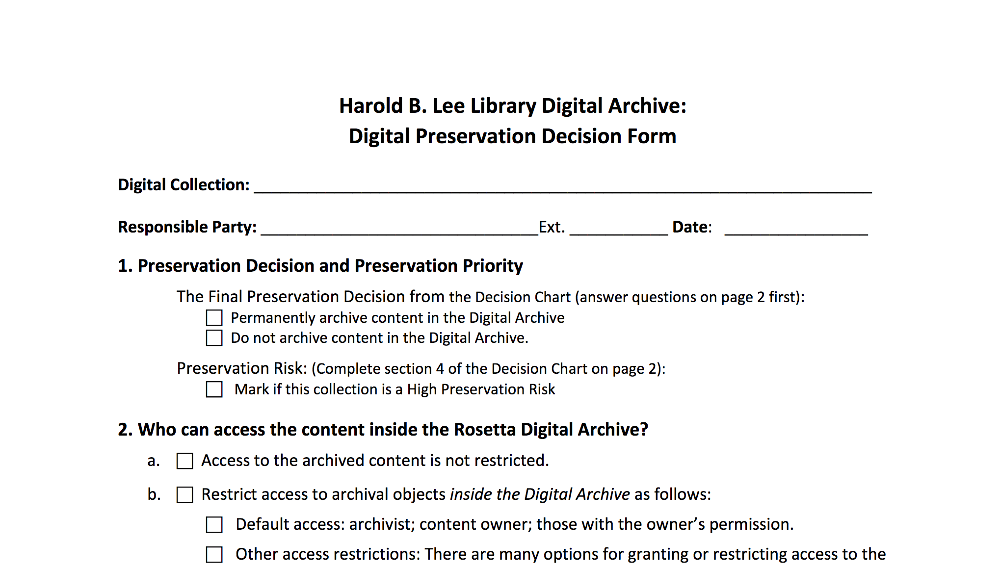 Harold B. Lee Library Digital Archive:
Digital Preservation Decision Form
Digital Collection: ______________________________________________________________________
Responsible Party: ________________________________Ext. ___________ Date: ________________
1. Preservation Decision and Preservation Priority
The Final Preservation Decision from the Decision Chart (answer questions on page 2 first):
☐ Permanently archive content in the Digital Archive
☐ Do not archive content in the Digital Archive.
Preservation Risk: (Complete section 4 of the Decision Chart on page 2):
☐ Mark if this collection is a High Preservation Risk
2. Who can access the content inside the Rosetta Digital Archive?
a. ☐ Access to the archived content is not restricted.
b. ☐ Restrict access to archival objects inside the Digital Archive as follows:
☐ Default access: archivist; content owner; those with the owner’s permission.
☐ Other access restrictions: There are many options for granting or restricting access to the